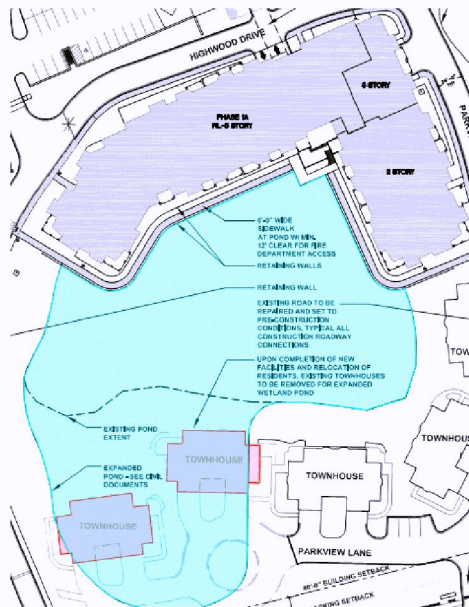 HIGHWOOD DRIVE
PHASE IA
RL-5 STORY
5 STORY
2 STORY
6'-0" WIDE
SIDEWALK
AT POND W/ MIN.
12' CLEAR FOR FIRE
DEPARTMENT ACCESS
RETAINING WALLS
RETAINING WALL
EXISTING ROAD TO BE
REPAIRED AND SET TO
PRE-CONSTRUCTION
CONDITIONS, TYPICAL ALL
CONSTRUCTION ROADWAY
CONNECTIONS
UPON COMPLETION OF NEW
FACILITIES AND RELOCATION OF
RESIDENTS, EXISTING TOWNHOUSES
TO BE REMOVED FOR EXPANDED
WETLAND POND
EXISTING POND
EXTENT
TOWNHOUSE
TOWNHOUSE
EXPANDED
POND - SEE CIVIL
DOCUMENTS
TOWNHOUSE
PARKVIEW LANE
BUILDING SETBACK
SETBACK